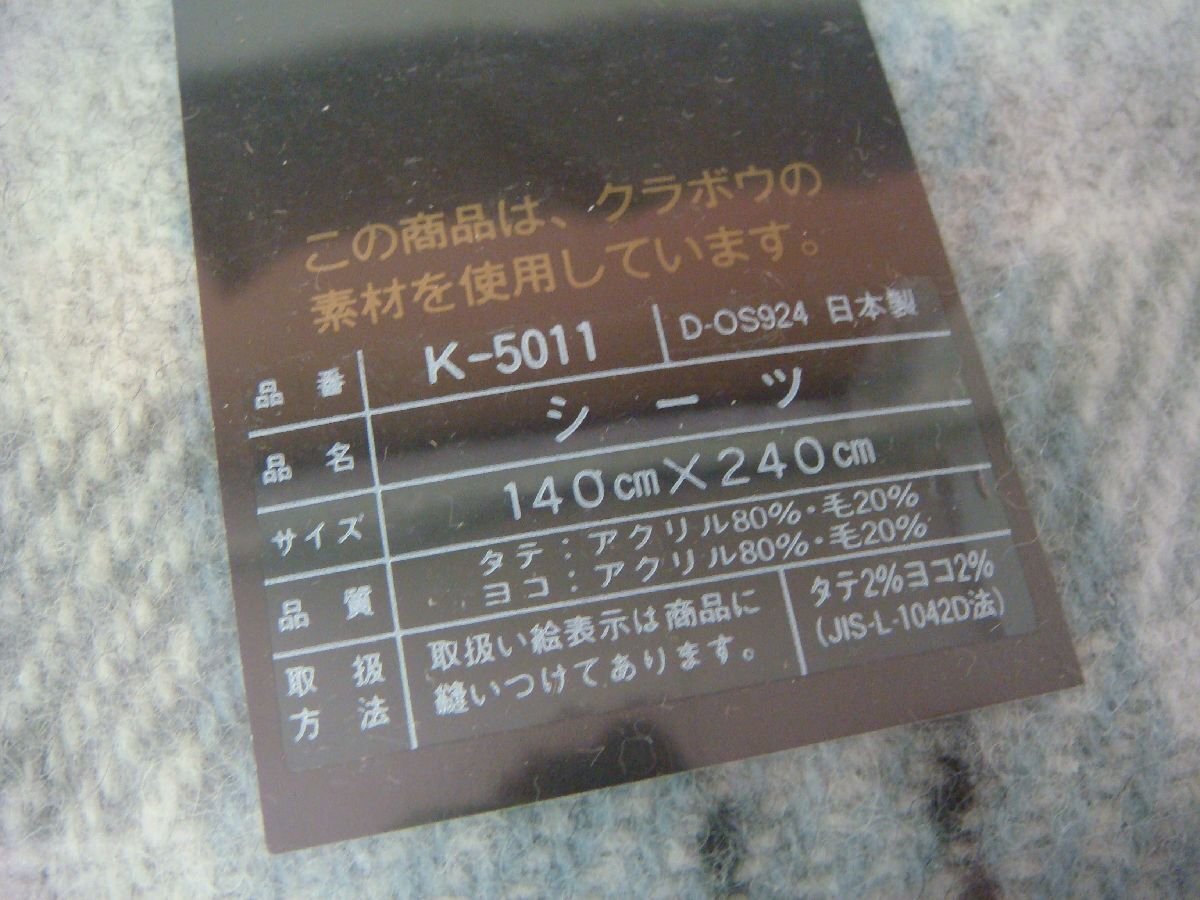 この商品は、クラボウの
素材を使用しています。
品番 K-5011 D-OS924 日本製
品名 シーツ
サイズ 140cm×240cm
品質 タテ:アクリル80%・毛20%
ヨコ:アクリル80%・毛20%
取扱方法 取扱い絵表示は商品に
縫いつけてあります。
タテ2%ヨコ2%
(JIS-L-1042D法)